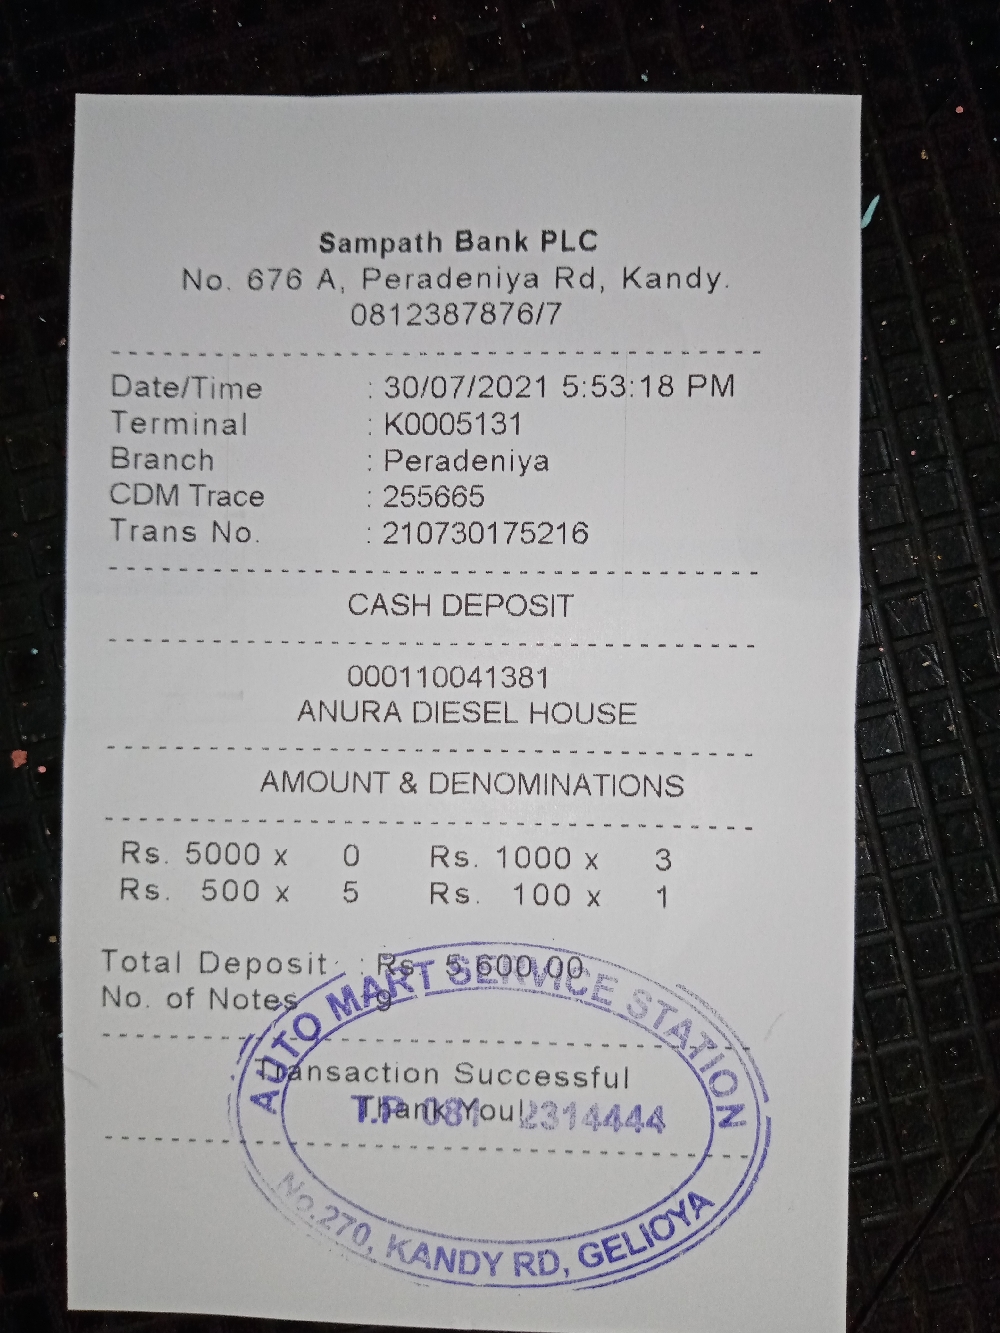 Sampath Bank PLC
No. 676 A, Peradeniya Rd, Kandy.
0812387876/7
Date/Time : 30/07/2021 5:53:18 PM
Terminal : K0005131
Branch : Peradeniya
CDM Trace : 255665
Trans No. : 210730175216
CASH DEPOSIT
000110041381
ANURA DIESEL HOUSE
AMOUNT & DENOMINATIONS
Rs. 5000 x 0 Rs. 1000 x 3
Rs. 500 x 5 Rs. 100 x 1
Total Deposit : Rs. 5,600.00
No. of Notes 9
Transaction Successful
Thank You!
AUTO MART SERVICE STATION
T.P 081 2314444
No.270, KANDY RD, GELIOYA